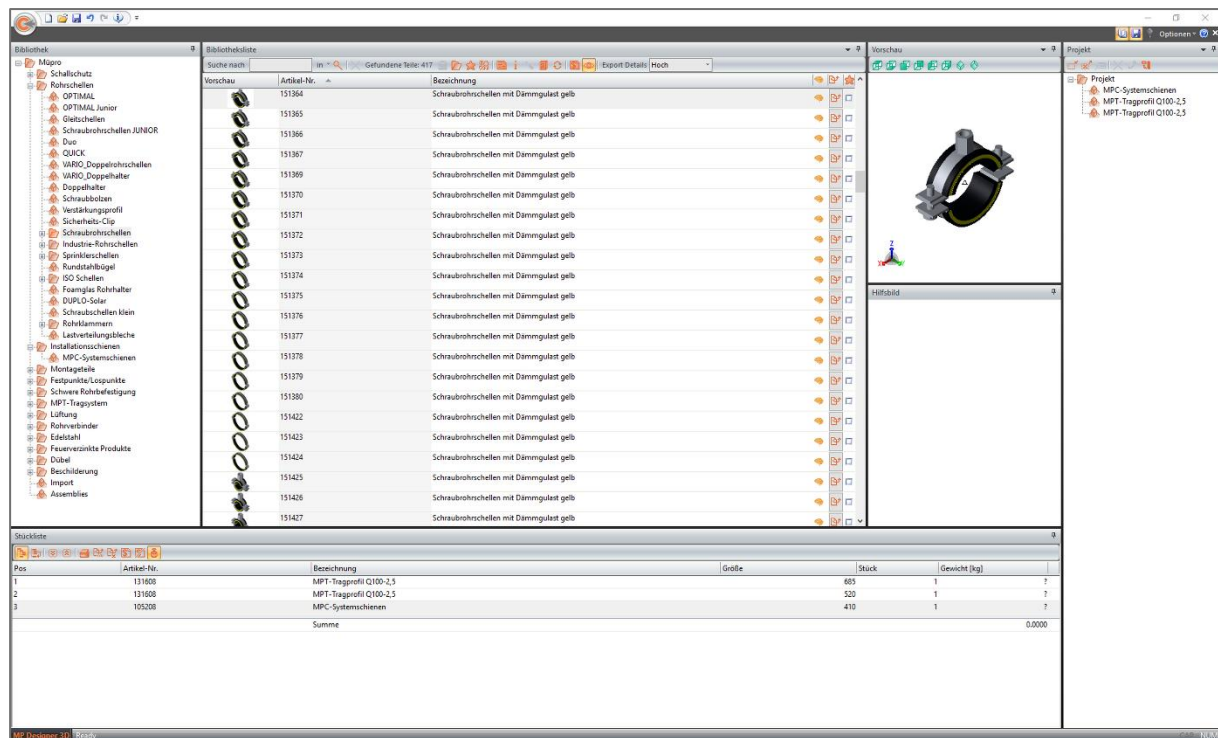 Optionen
Bibliothek
Müpro
Schallschutz
Rohrschellen
OPTIMAL
OPTIMAL Junior
Gleitschellen
Schraubrohrschellen JUNIOR
Duo
QUICK
VARIO_Doppelrohrschellen
VARIO_Doppelhalter
Doppelhalter
Schraubbolzen
Verstärkungsprofil
Sicherheits-Clip
Schraubrohrschellen
Industrie-Rohrschellen
Sprinklerschellen
Rundstahlbügel
ISO Schellen
Foamglas Rohrhalter
DUPLO-Solar
Schraubschellen klein
Rohrklammern
Lastverteilungsbleche
Installationsschienen
MPC-Systemschienen
Montageteile
Festpunkte/Lospunkte
Schwere Rohrbefestigung
MPT-Tragsystem
Lüftung
Rohrverbinder
Edelstahl
Feuerverzinkte Produkte
Dübel
Beschilderung
Import
Assemblies
Bibliotheksliste
Suche nach in Gefundene Teile: 417 Export Details Hoch
Vorschau Artikel-Nr. Bezeichnung
151364 Schraubrohrschellen mit Dämmgulast gelb
151365 Schraubrohrschellen mit Dämmgulast gelb
151366 Schraubrohrschellen mit Dämmgulast gelb
151367 Schraubrohrschellen mit Dämmgulast gelb
151369 Schraubrohrschellen mit Dämmgulast gelb
151370 Schraubrohrschellen mit Dämmgulast gelb
151371 Schraubrohrschellen mit Dämmgulast gelb
151372 Schraubrohrschellen mit Dämmgulast gelb
151373 Schraubrohrschellen mit Dämmgulast gelb
151374 Schraubrohrschellen mit Dämmgulast gelb
151375 Schraubrohrschellen mit Dämmgulast gelb
151376 Schraubrohrschellen mit Dämmgulast gelb
151377 Schraubrohrschellen mit Dämmgulast gelb
151378 Schraubrohrschellen mit Dämmgulast gelb
151379 Schraubrohrschellen mit Dämmgulast gelb
151380 Schraubrohrschellen mit Dämmgulast gelb
151422 Schraubrohrschellen mit Dämmgulast gelb
151423 Schraubrohrschellen mit Dämmgulast gelb
151424 Schraubrohrschellen mit Dämmgulast gelb
151425 Schraubrohrschellen mit Dämmgulast gelb
151426 Schraubrohrschellen mit Dämmgulast gelb
151427 Schraubrohrschellen mit Dämmgulast gelb
Vorschau
Z
Hilfsbild
Projekt
Projekt
MPC-Systemschienen
MPT-Tragprofil Q100-2,5
MPT-Tragprofil Q100-2,5
Stückliste
Pos Artikel-Nr. Bezeichnung Größe Stück Gewicht [kg]
1 131608 MPT-Tragprofil Q100-2,5 685 1 ?
2 131608 MPT-Tragprofil Q100-2,5 520 1 ?
3 105208 MPC-Systemschienen 410 1 ?
Summe 0.0000
MP Designer 3D Ready